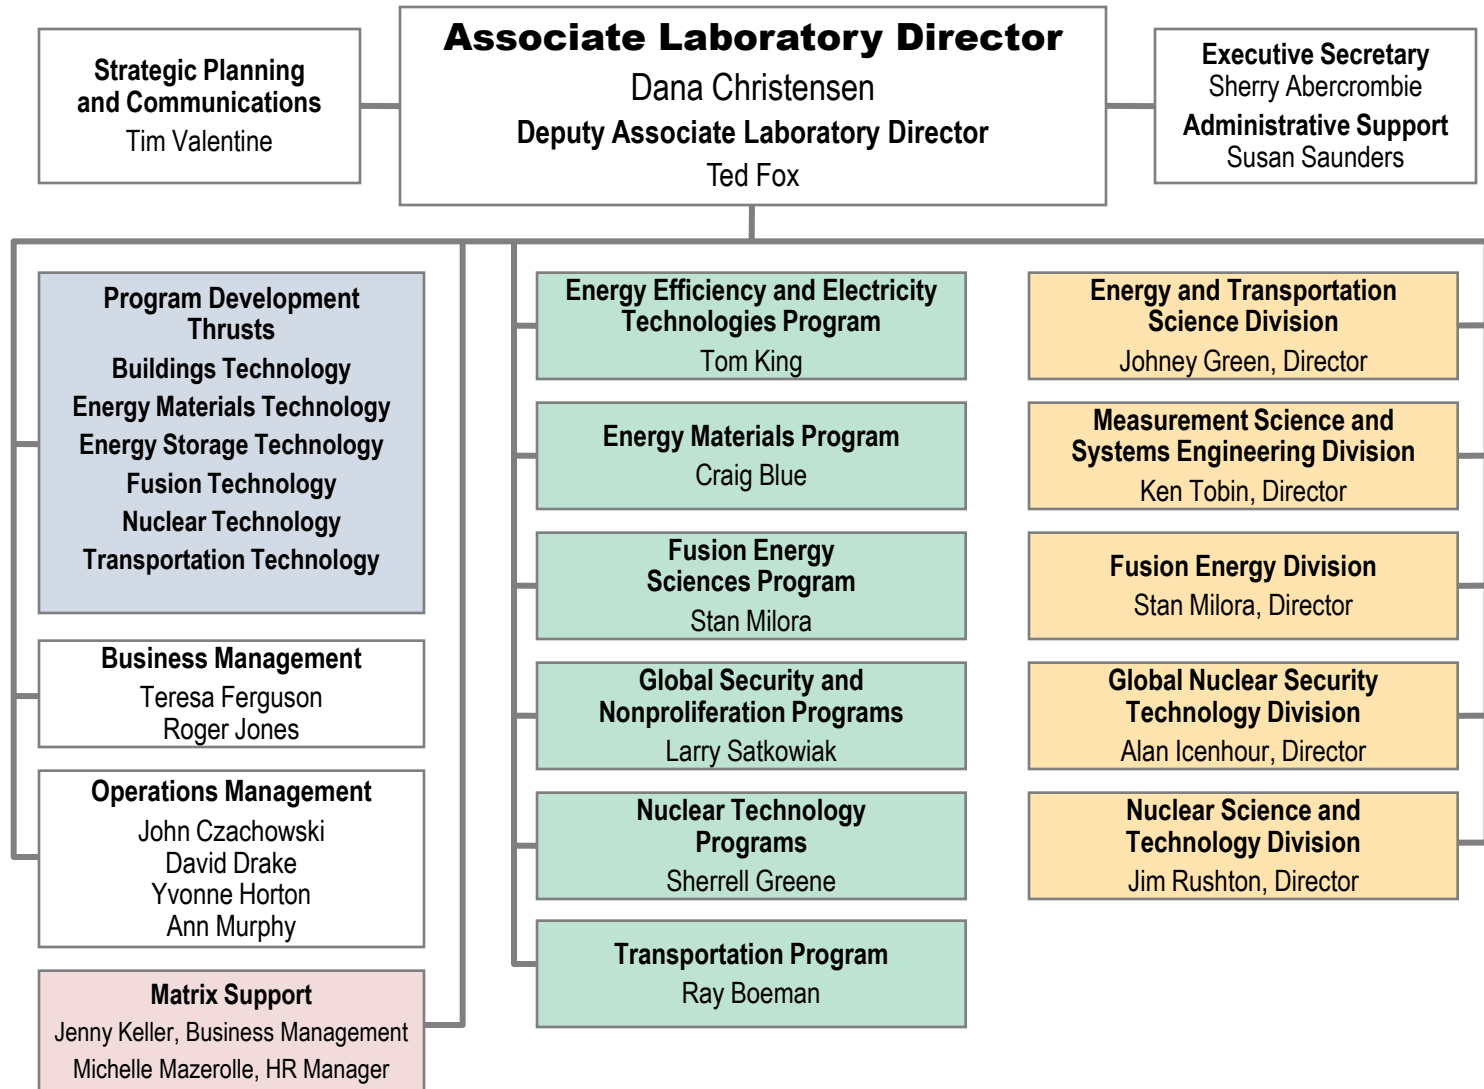 Strategic Planning
and Communications
Tim Valentine
Associate Laboratory Director
Dana Christensen
Deputy Associate Laboratory Director
Ted Fox
Executive Secretary
Sherry Abercrombie
Administrative Support
Susan Saunders
Program Development
Thrusts
Buildings Technology
Energy Materials Technology
Energy Storage Technology
Fusion Technology
Nuclear Technology
Transportation Technology
Business Management
Teresa Ferguson
Roger Jones
Operations Management
John Czachowski
David Drake
Yvonne Horton
Ann Murphy
Matrix Support
Jenny Keller, Business Management
Michelle Mazerolle, HR Manager
Energy Efficiency and Electricity
Technologies Program
Tom King
Energy Materials Program
Craig Blue
Fusion Energy
Sciences Program
Stan Milora
Global Security and
Nonproliferation Programs
Larry Satkowiak
Nuclear Technology
Programs
Sherrell Greene
Transportation Program
Ray Boeman
Energy and Transportation
Science Division
Johney Green, Director
Measurement Science and
Systems Engineering Division
Ken Tobin, Director
Fusion Energy Division
Stan Milora, Director
Global Nuclear Security
Technology Division
Alan Icenhour, Director
Nuclear Science and
Technology Division
Jim Rushton, Director